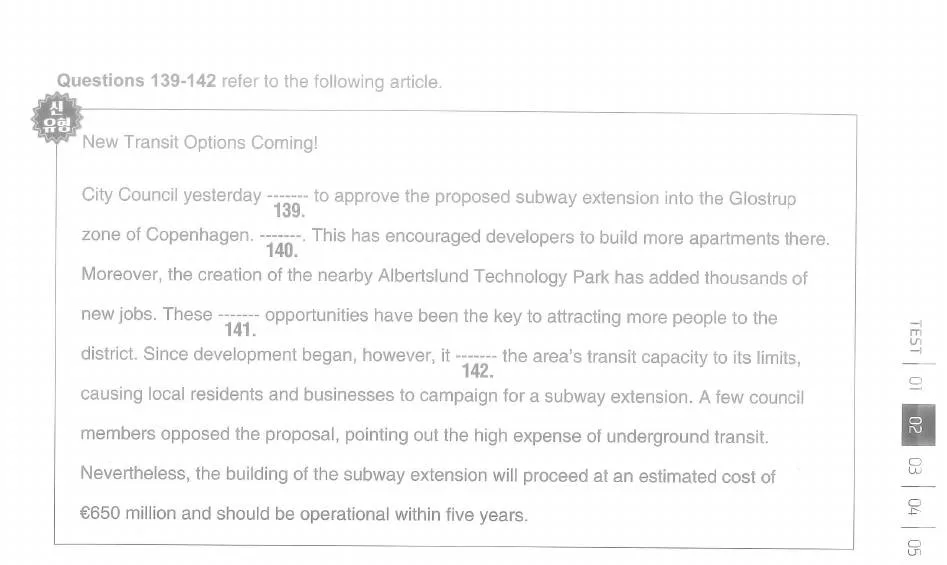 Questions 139-142 refer to the following article.
신
유형
New Transit Options Coming!
City Council yesterday ------- to approve the proposed subway extension into the Glostrup
139.
zone of Copenhagen. -------. This has encouraged developers to build more apartments there.
140.
Moreover, the creation of the nearby Albertslund Technology Park has added thousands of
new jobs. These ------- opportunities have been the key to attracting more people to the
141.
district. Since development began, however, it ------- the area's transit capacity to its limits,
142.
causing local residents and businesses to campaign for a subway extension. A few council
members opposed the proposal, pointing out the high expense of underground transit.
Nevertheless, the building of the subway extension will proceed at an estimated cost of
€650 million and should be operational within five years.
TEST
01
02
03
04
05